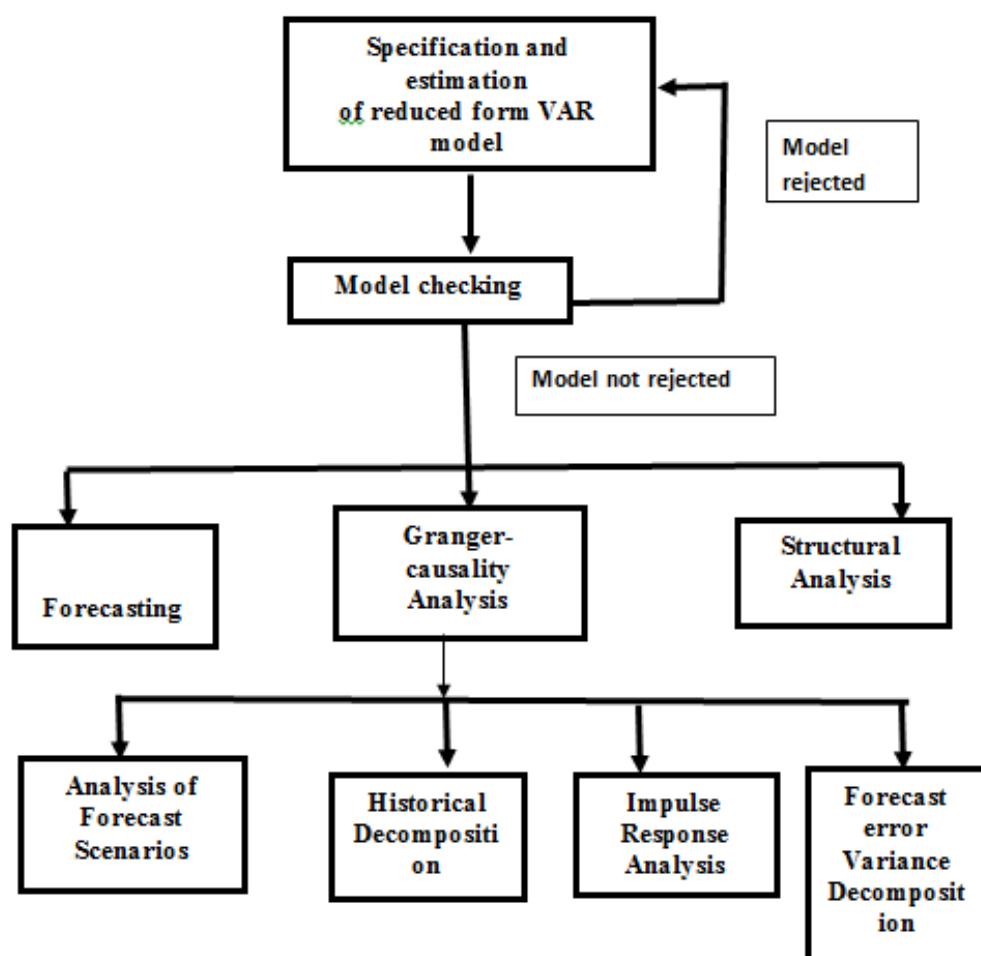 Specification and
estimation
of reduced form VAR
model
Model
rejected
Model checking
Model not rejected
Forecasting
Granger-
causality
Analysis
Structural
Analysis
Analysis of
Forecast
Scenarios
Historical
Decompositi
on
Impulse
Response
Analysis
Forecast
error
Variance
Decomposit
ion